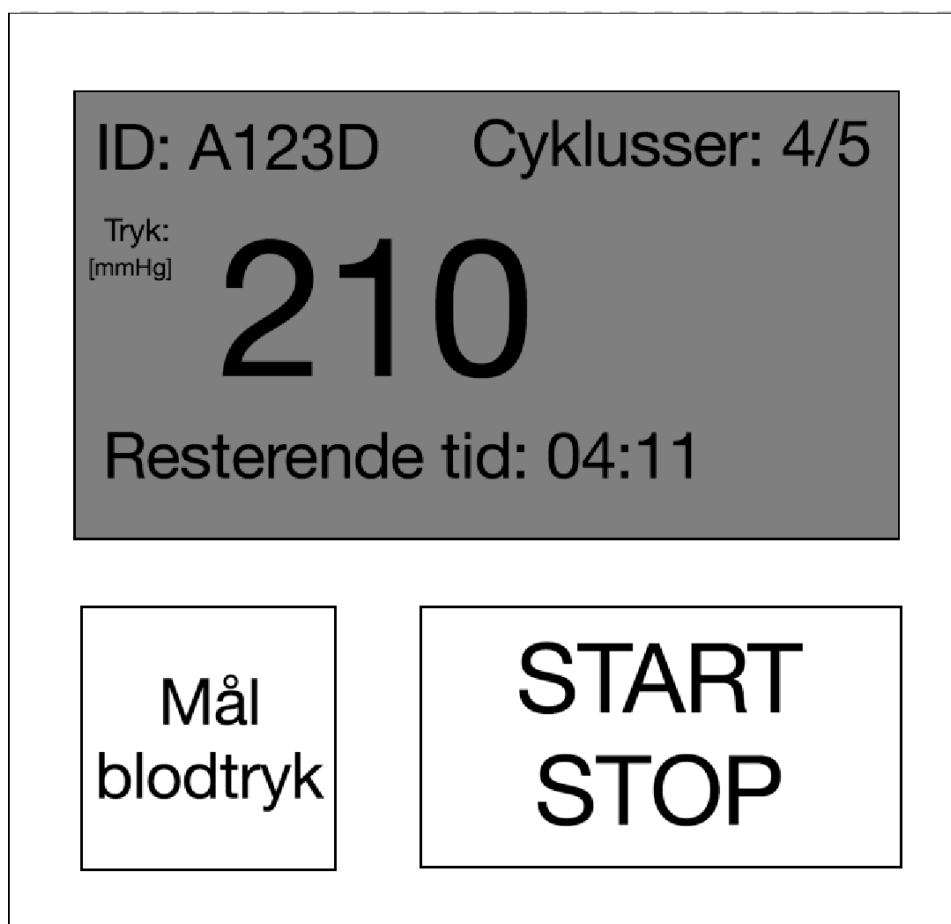 ID: A123D Cyklusser: 4/5
Tryk:
[mmHg]
210
Resterende tid: 04:11
Mål
blodtryk
START
STOP